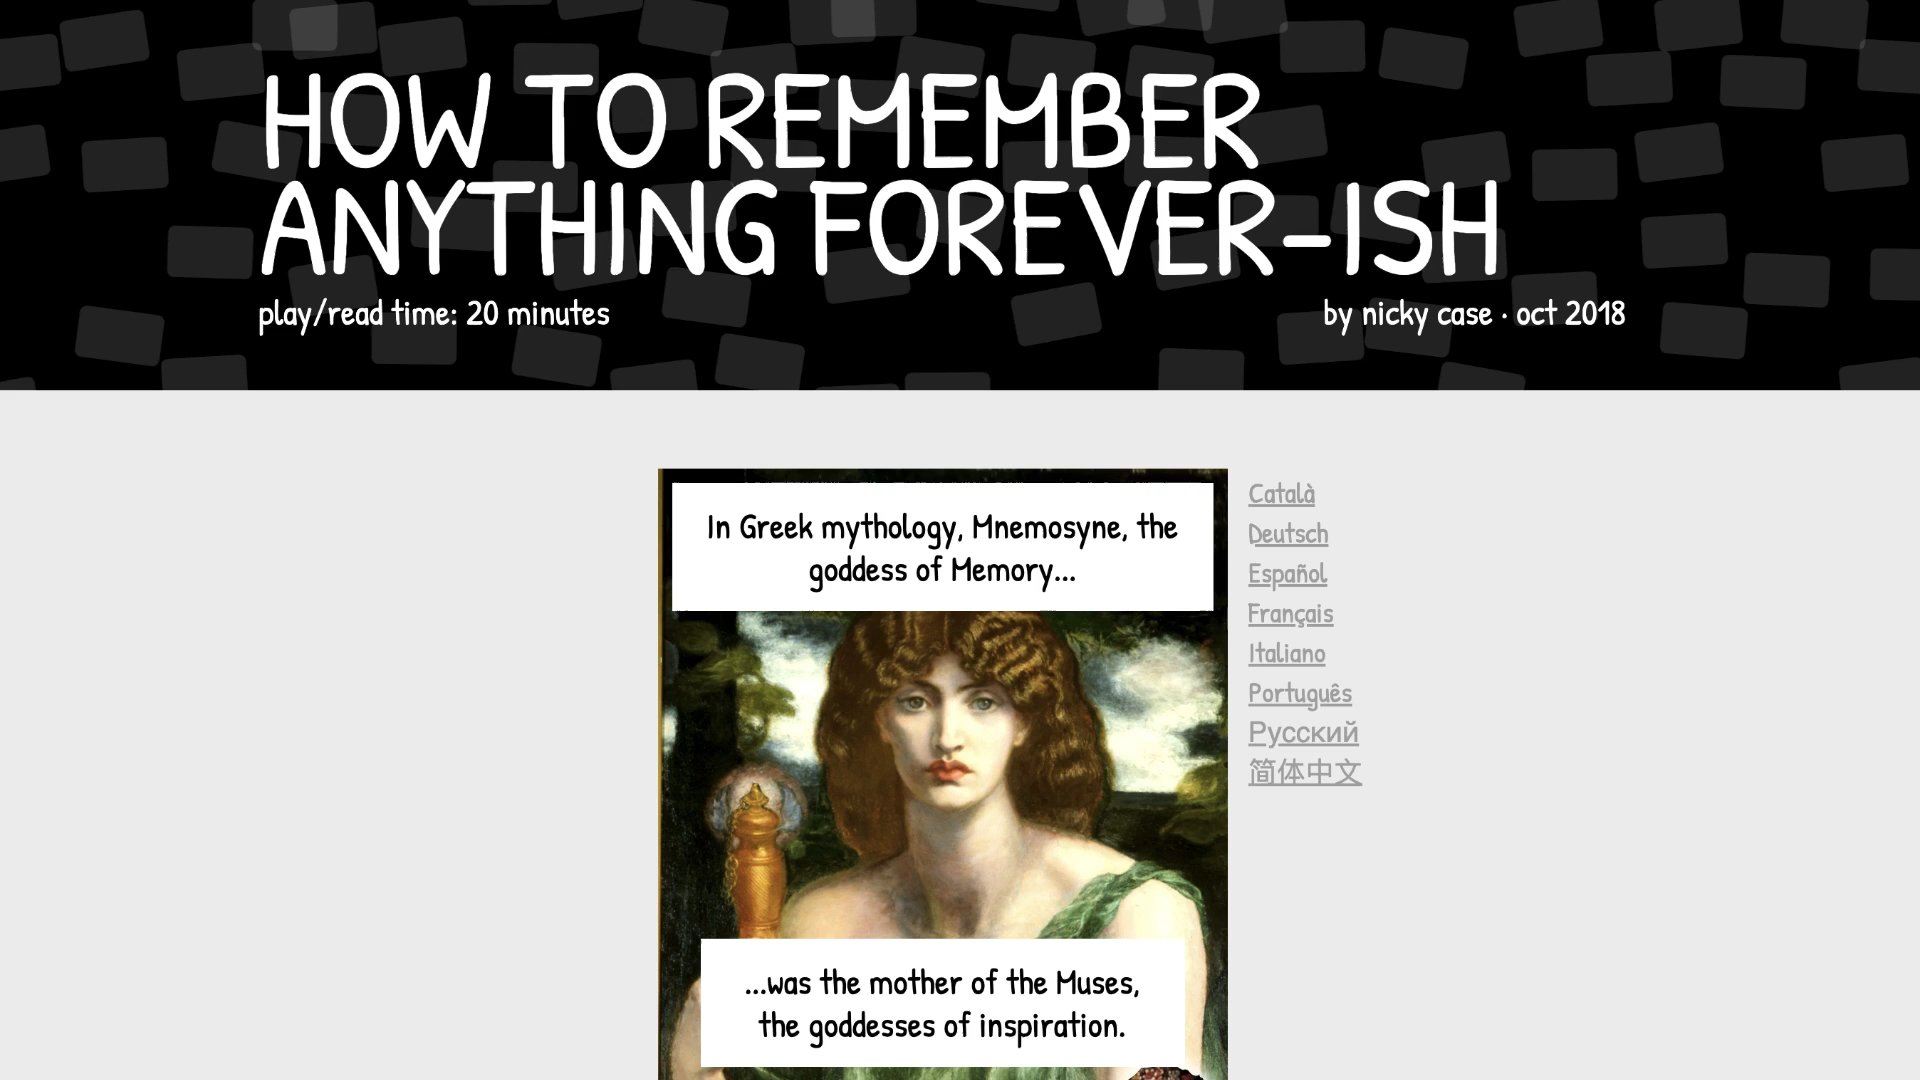 HOW TO REMEMBER
ANYTHING FOREVER-ISH
play/read time: 20 minutes
by nicky case · oct 2018
In Greek mythology, Mnemosyne, the
goddess of Memory...
...was the mother of the Muses,
the goddesses of inspiration.
Català
Deutsch
Español
Français
Italiano
Português
Русский
简体中文